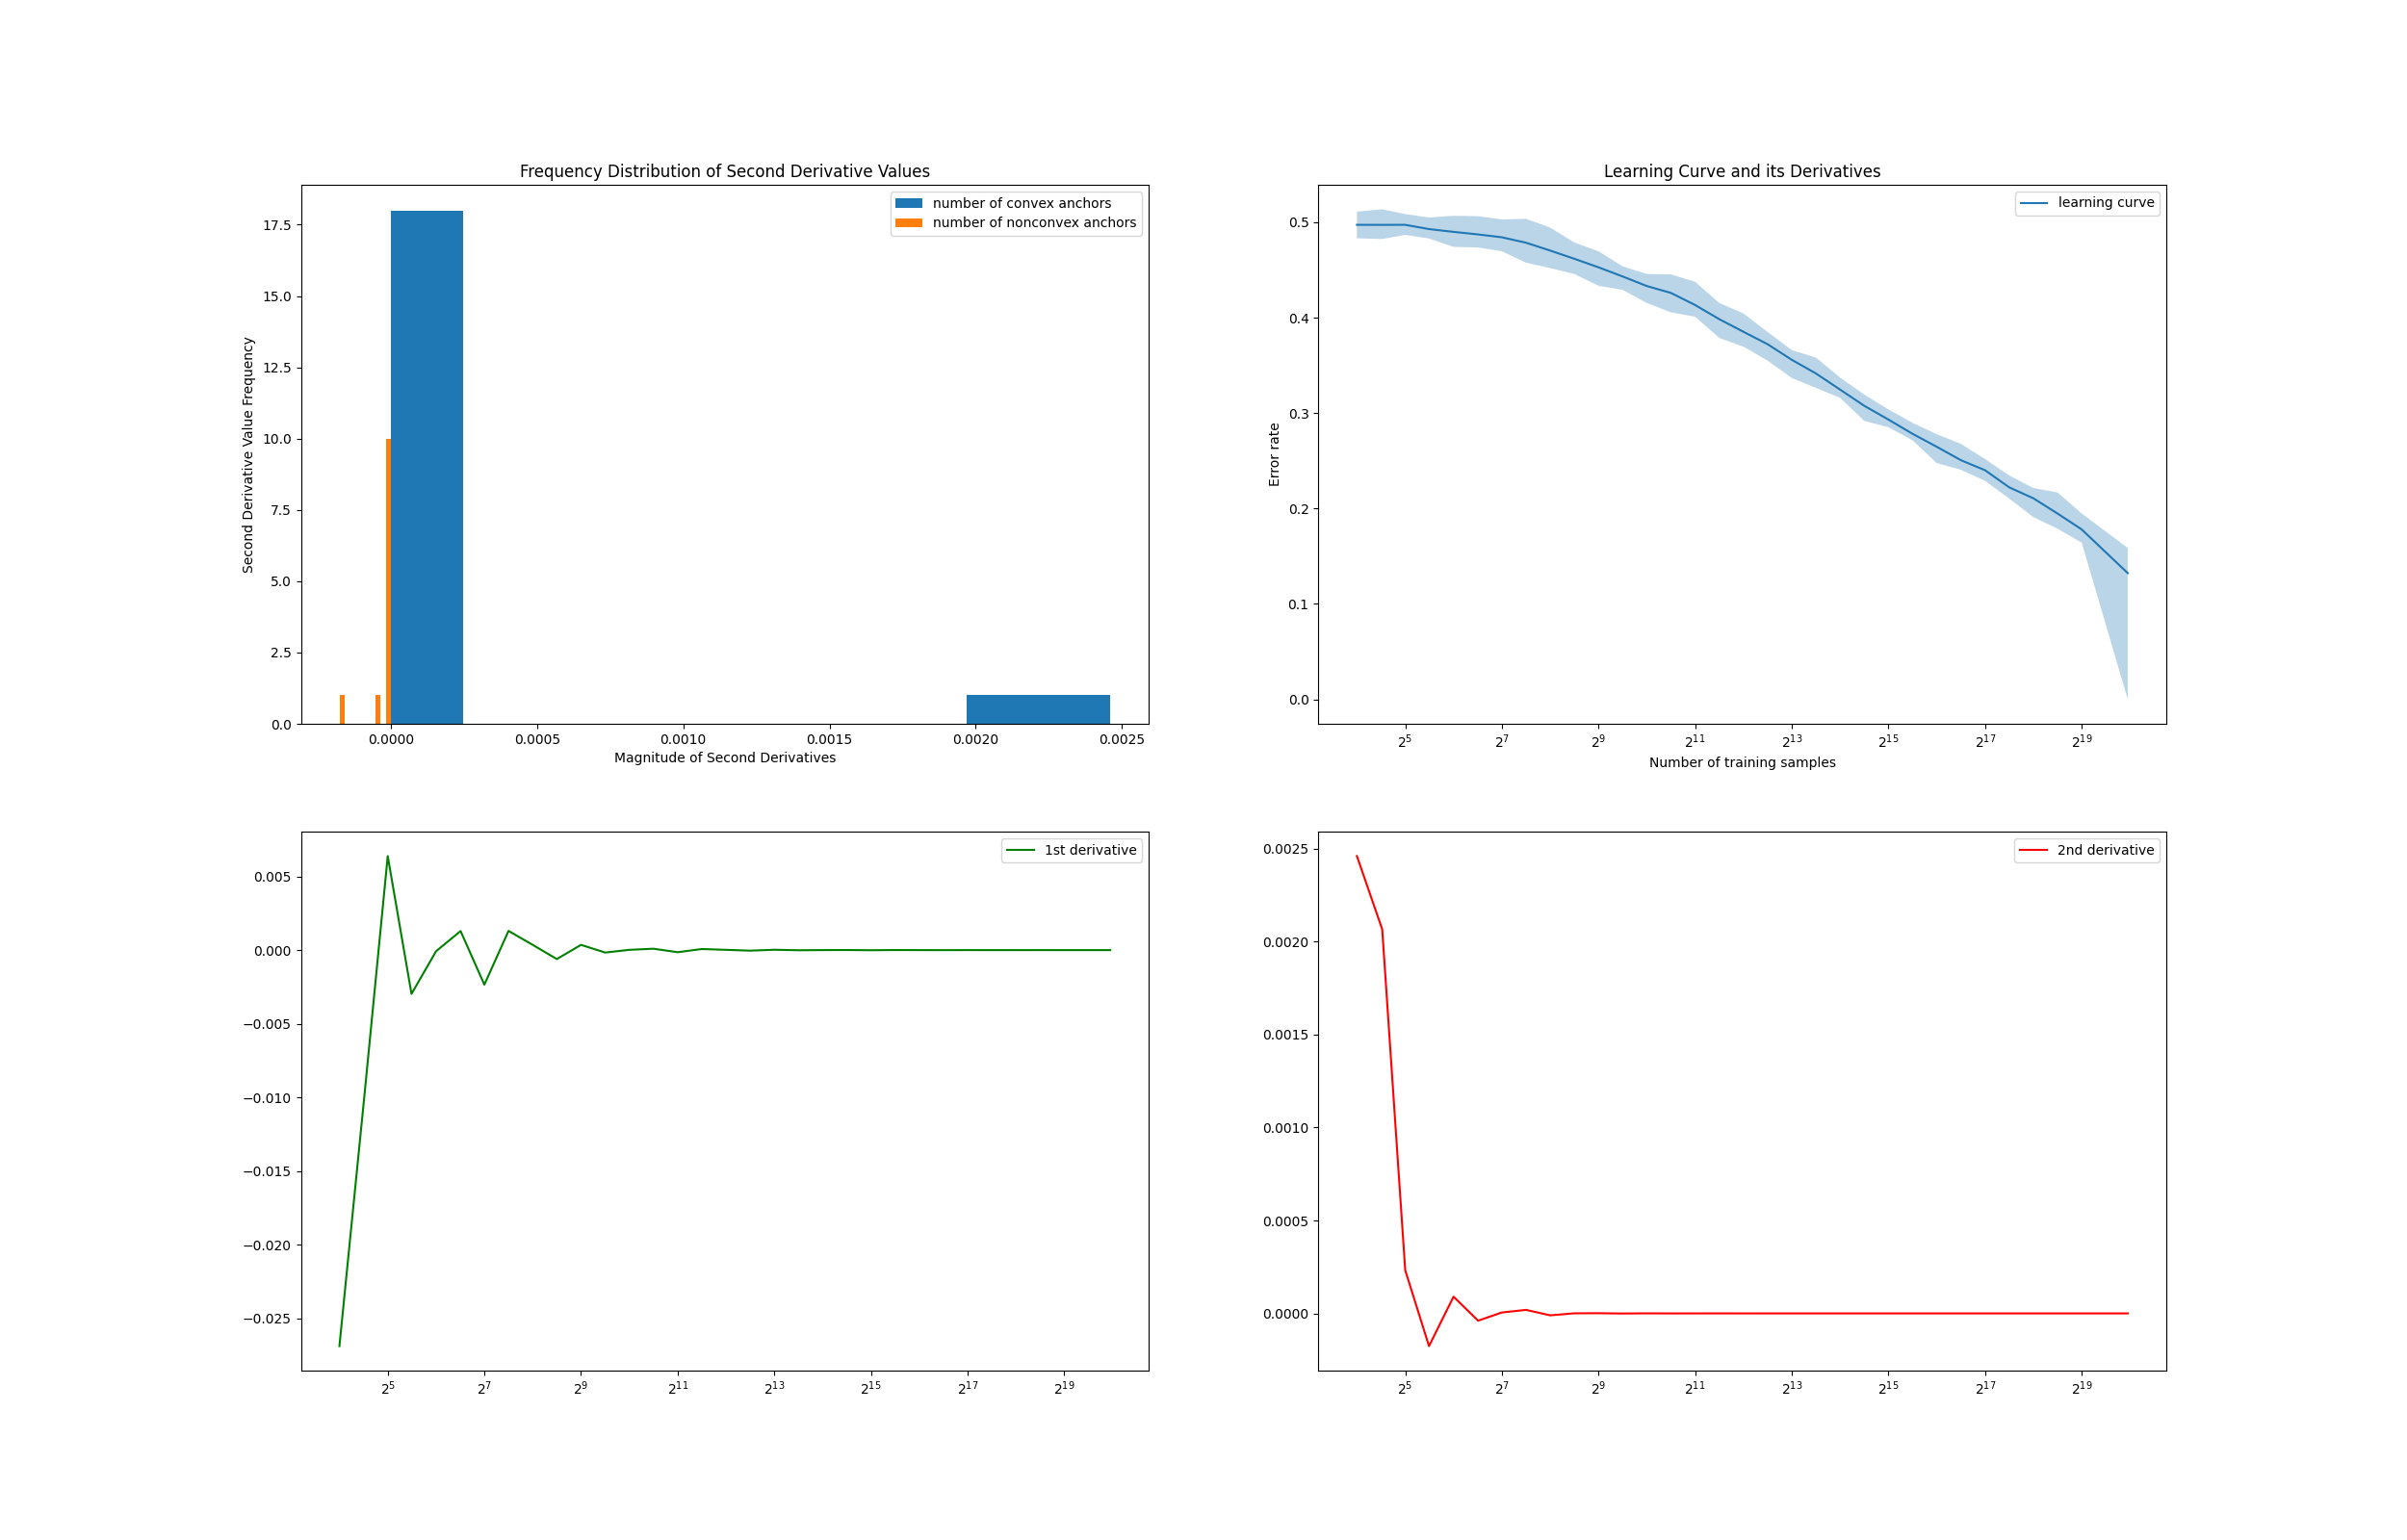 Frequency Distribution of Second Derivative Values
number of convex anchors
number of nonconvex anchors
Second Derivative Value Frequency
17.5
15.0
12.5
10.0
7.5
5.0
2.5
0.0
0.0000 0.0005 0.0010 0.0015 0.0020 0.0025
Magnitude of Second Derivatives
Learning Curve and its Derivatives
learning curve
Error rate
0.5
0.4
0.3
0.2
0.1
0.0
2^5 2^7 2^9 2^11 2^13 2^15 2^17 2^19
Number of training samples
1st derivative
0.005
0.000
−0.005
−0.010
−0.015
−0.020
−0.025
2^5 2^7 2^9 2^11 2^13 2^15 2^17 2^19
2nd derivative
0.0025
0.0020
0.0015
0.0010
0.0005
0.0000
2^5 2^7 2^9 2^11 2^13 2^15 2^17 2^19